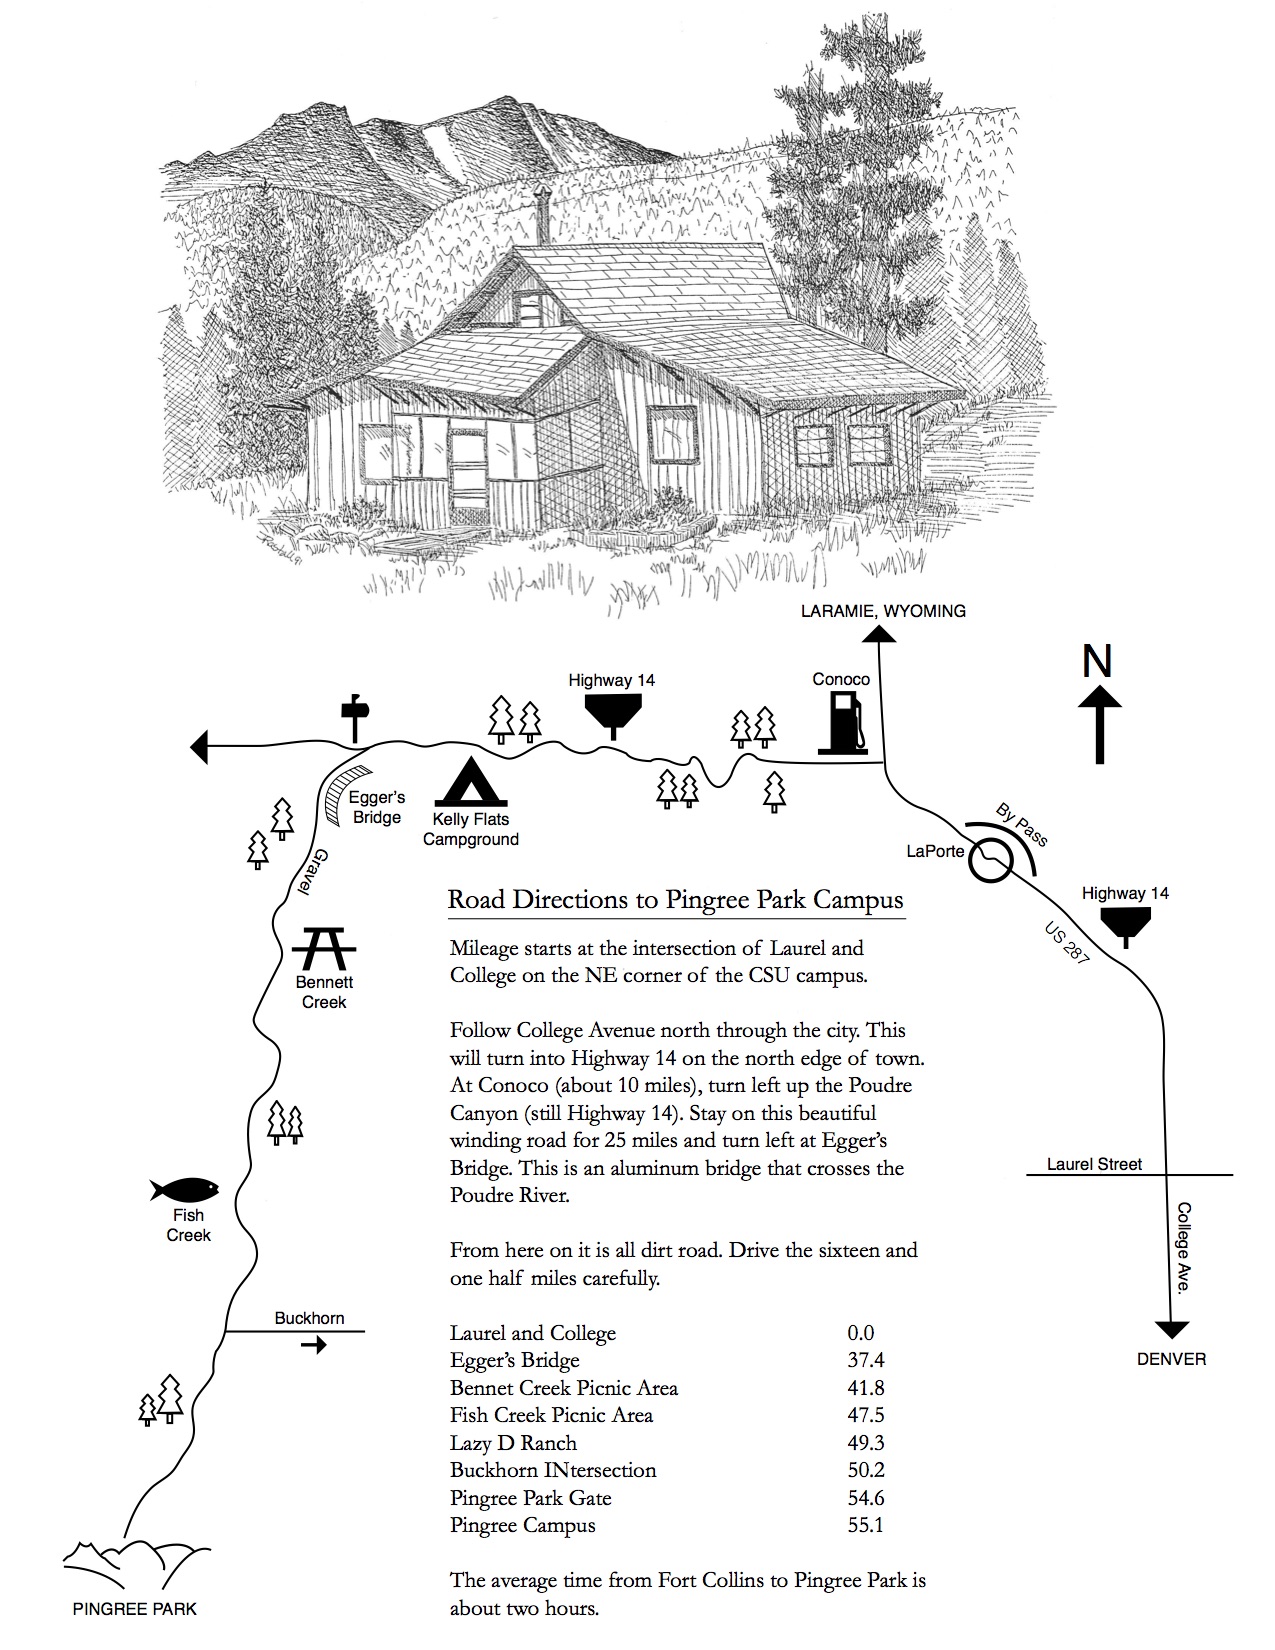 LARAMIE, WYOMING
N
Highway 14
Conoco
Egger's
Bridge
Kelly Flats
Campground
By Pass
LaPorte
Highway 14
US 287
Gravel
Road Directions to Pingree Park Campus
Mileage starts at the intersection of Laurel and
College on the NE corner of the CSU campus.
Bennett
Creek
Follow College Avenue north through the city. This
will turn into Highway 14 on the north edge of town.
At Conoco (about 10 miles), turn left up the Poudre
Canyon (still Highway 14). Stay on this beautiful
winding road for 25 miles and turn left at Egger's
Bridge. This is an aluminum bridge that crosses the
Poudre River.
Laurel Street
College Ave.
Fish
Creek
From here on it is all dirt road. Drive the sixteen and
one half miles carefully.
Buckhorn
DENVER
Laurel and College 0.0
Egger's Bridge 37.4
Bennet Creek Picnic Area 41.8
Fish Creek Picnic Area 47.5
Lazy D Ranch 49.3
Buckhorn INtersection 50.2
Pingree Park Gate 54.6
Pingree Campus 55.1
The average time from Fort Collins to Pingree Park is
about two hours.
PINGREE PARK